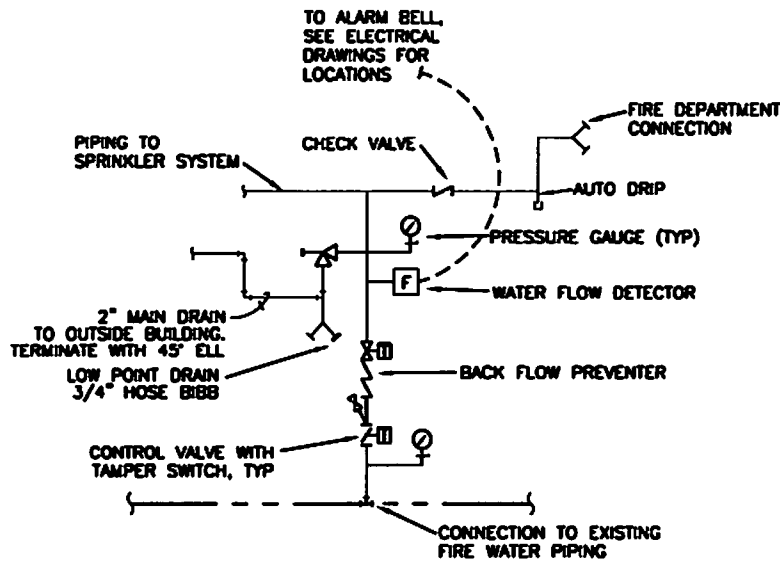 TO ALARM BELL,
SEE ELECTRICAL
DRAWINGS FOR
LOCATIONS
FIRE DEPARTMENT
CONNECTION
PIPING TO
SPRINKLER SYSTEM
CHECK VALVE
AUTO DRIP
PRESSURE GAUGE (TYP)
F
WATER FLOW DETECTOR
2" MAIN DRAIN
TO OUTSIDE BUILDING.
TERMINATE WITH 45° ELL
LOW POINT DRAIN
3/4" HOSE BIBB
BACK FLOW PREVENTER
CONTROL VALVE WITH
TAMPER SWITCH, TYP
CONNECTION TO EXISTING
FIRE WATER PIPING